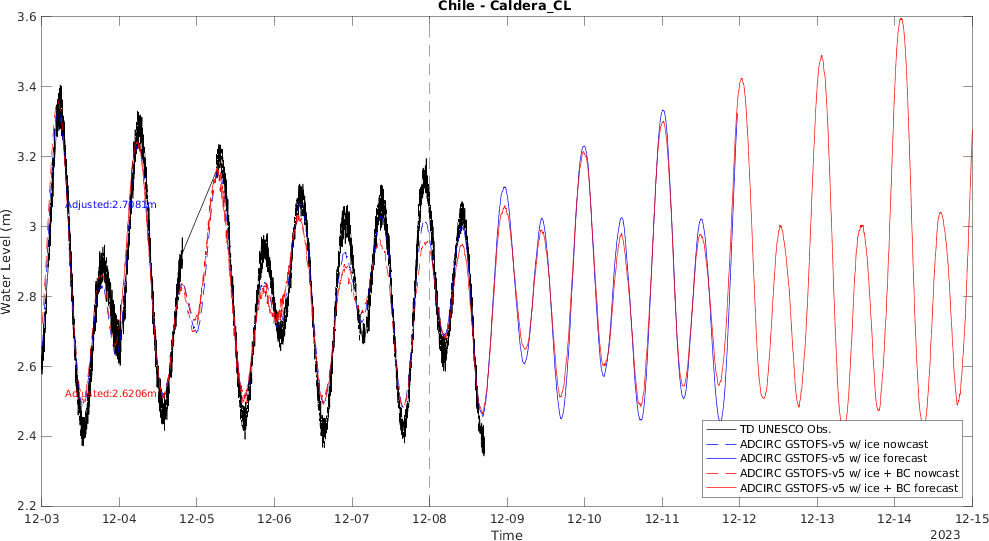 Chile - Caldera_CL
3.6
3.4
3.2
3
2.8
2.6
2.4
2.2
Water Level (m)
Adjusted:2.7081m
Adjusted:2.6206m
TD UNESCO Obs.
ADCIRC GSTOFS-v5 w/ ice nowcast
ADCIRC GSTOFS-v5 w/ ice forecast
ADCIRC GSTOFS-v5 w/ ice + BC nowcast
ADCIRC GSTOFS-v5 w/ ice + BC forecast
12-03 12-04 12-05 12-06 12-07 12-08 12-09 12-10 12-11 12-12 12-13 12-14 12-15
Time
2023